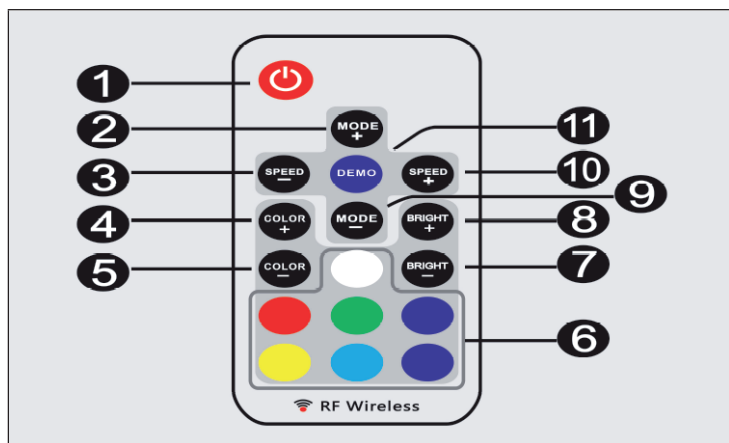 1
2
MODE
+
11
3
SPEED
−
DEMO
SPEED
+
10
9
4
COLOR
+
MODE
−
BRIGHT
+
8
5
COLOR
−
BRIGHT
−
7
6
RF Wireless